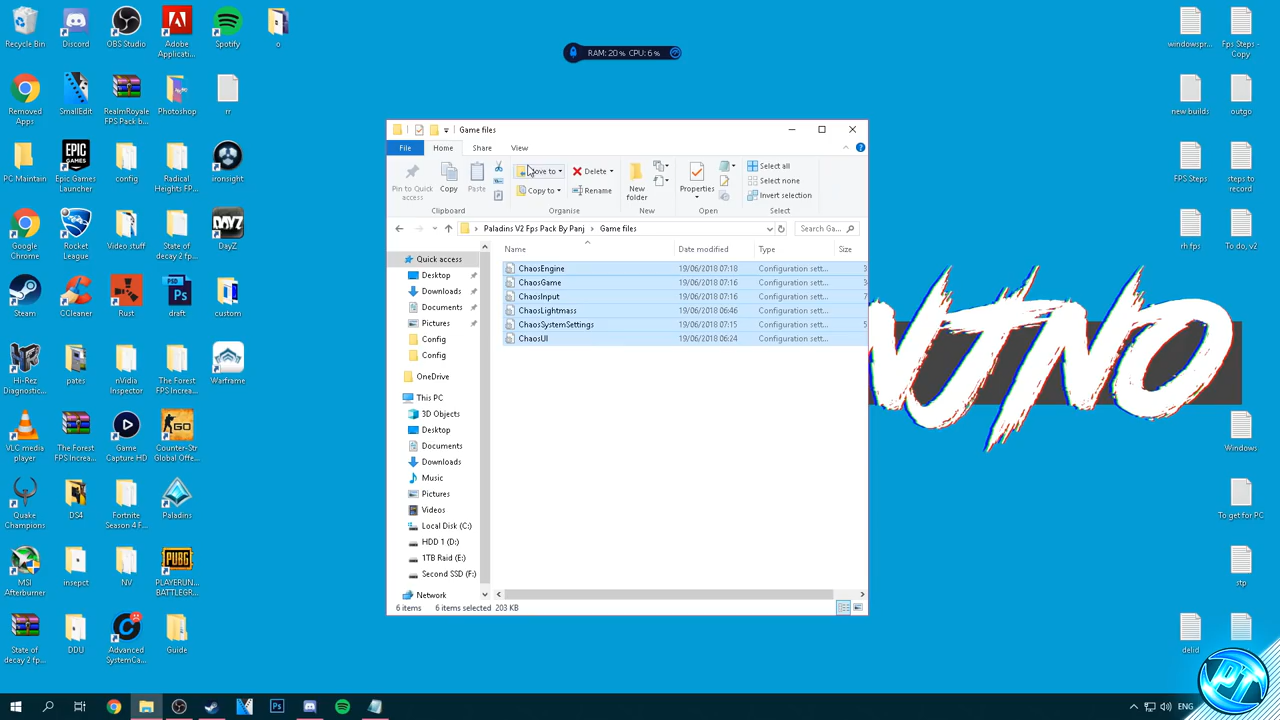 Recycle Bin
Discord
OBS Studio
Adobe
Applicati...
Spotify
o
RAM: 20% CPU: 6%
windowspr...
Fps Steps -
Copy
Removed
Apps
SmallEdit
RealmRoyale
FPS Pack b...
Photoshop
rr
new builds
outgo
PC Maintain
Epic Games
Launcher
config
Radical
Heights FP...
ironsight
FPS Steps
steps to
record
Google
Chrome
Rocket
League
Video stuff
State of
decay 2 f...
DayZ
rh fps
To do, v2
Steam
CCleaner
Rust
draft
custom
Hi-Rez
Diagnostic...
pates
nVidia
Inspector
The Forest
FPS Increa...
Warframe
VLC media
player
The Forest
FPS Increa...
Game
Capture HD
Counter-Str
Global Offe...
Windows
Quake
Champions
DS4
Fortnite
Season 4 F...
Paladins
To get for PC
MSI
Afterburner
insepct
NV
PLAYERUN...
BATTLEGR...
stp
State of
decay 2 fp...
DDU
Advanced
SystemCa...
Guide
delid
Game files
File
Home
Share
View
Pin to Quick
access
Copy
Paste
Move to
Copy to
Delete
Rename
New
folder
Properties
Select all
Select none
Invert selection
Clipboard
Organise
New
Open
Select
Paladins V2 Fps Pack By Panj > Game files
Search Ga...
Name
Date modified
Type
Size
Quick access
Desktop
Downloads
Documents
Pictures
Config
Config
OneDrive
This PC
3D Objects
Desktop
Documents
Downloads
Music
Pictures
Videos
Local Disk (C:)
HDD 1 (D:)
1TB Raid (E:)
Second SSD (F:)
Network
ChaosEngine 19/06/2018 07:18 Configuration sett...
ChaosGame 19/06/2018 07:16 Configuration sett...
ChaosInput 19/06/2018 07:16 Configuration sett...
ChaosLightmass 19/06/2018 06:46 Configuration sett...
ChaosSystemSettings 19/06/2018 07:15 Configuration sett...
ChaosUI 19/06/2018 06:24 Configuration sett...
6 items 6 items selected 203 KB
ENG